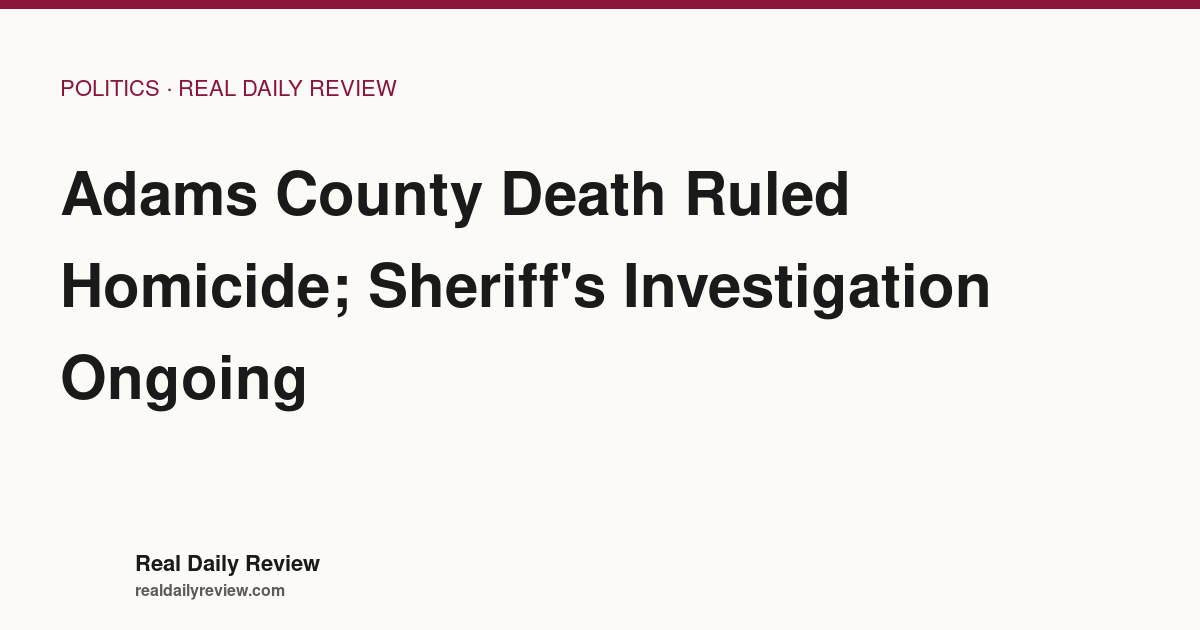 POLITICS · REAL DAILY REVIEW
Adams County Death Ruled
Homicide; Sheriff's Investigation
Ongoing
Real Daily Review
realdailyreview.com